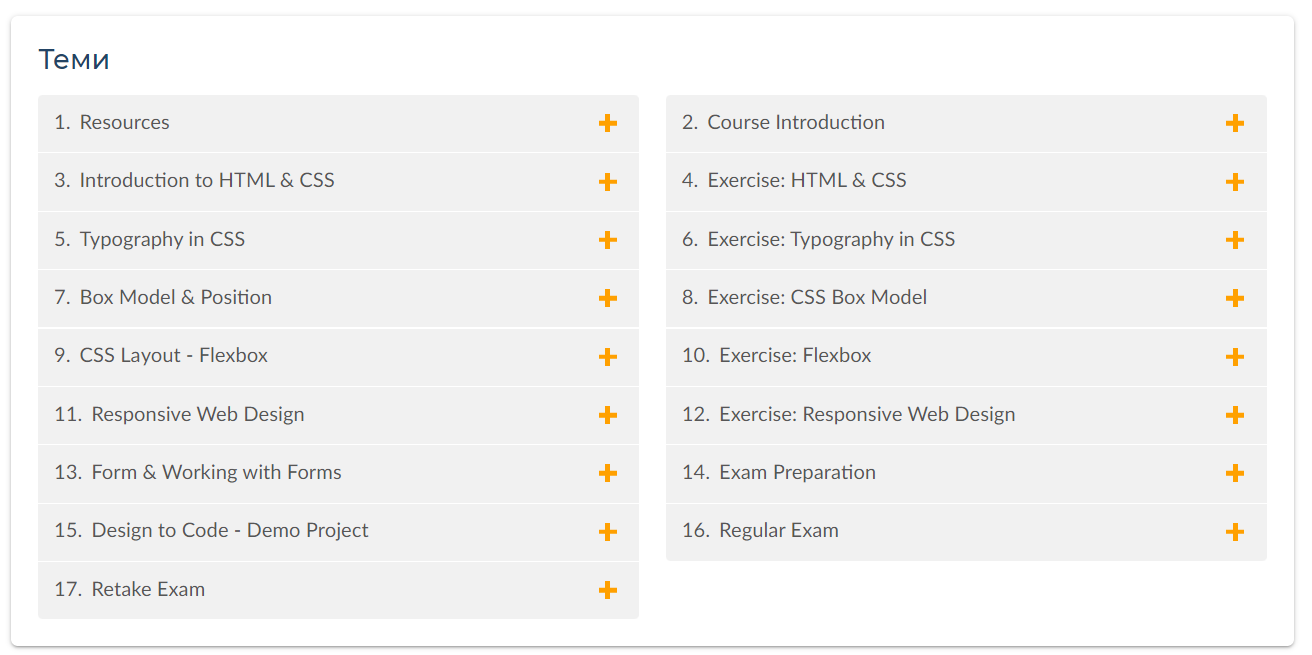 Теми
1. Resources
2. Course Introduction
3. Introduction to HTML & CSS
4. Exercise: HTML & CSS
5. Typography in CSS
6. Exercise: Typography in CSS
7. Box Model & Position
8. Exercise: CSS Box Model
9. CSS Layout - Flexbox
10. Exercise: Flexbox
11. Responsive Web Design
12. Exercise: Responsive Web Design
13. Form & Working with Forms
14. Exam Preparation
15. Design to Code - Demo Project
16. Regular Exam
17. Retake Exam